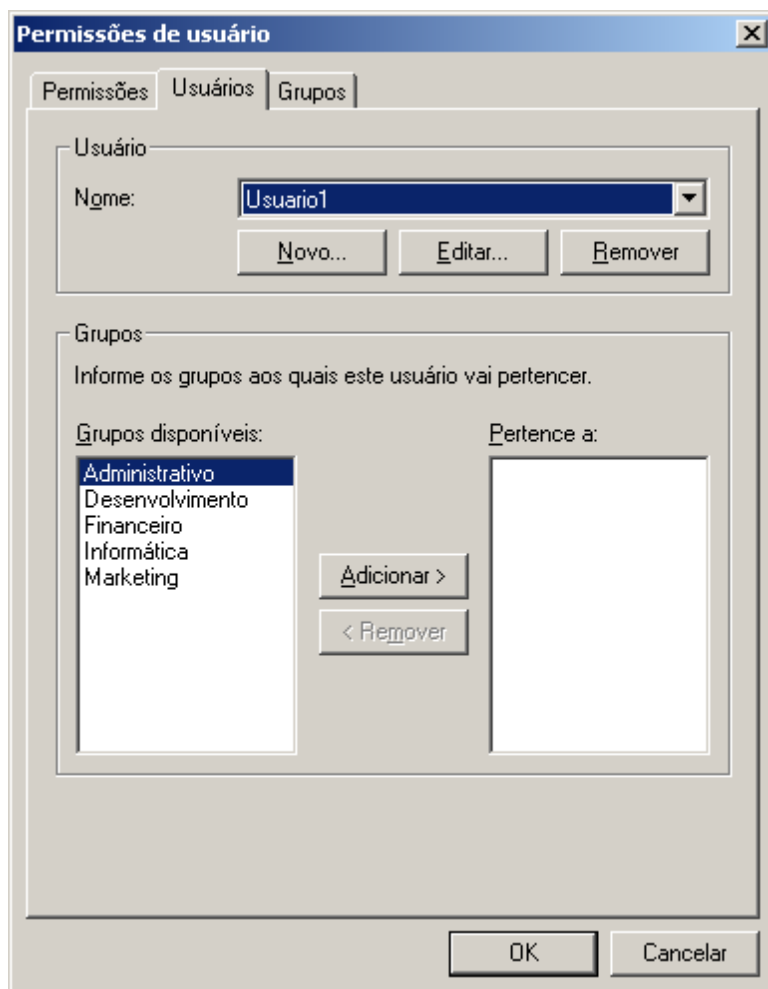 Permissões de usuário
Permissões Usuários Grupos
Usuário
Nome: Usuario1
Novo... Editar... Remover
Grupos
Informe os grupos aos quais este usuário vai pertencer.
Grupos disponíveis: Pertence a:
Administrativo
Desenvolvimento
Financeiro
Informática
Marketing
Adicionar >
< Remover
OK Cancelar